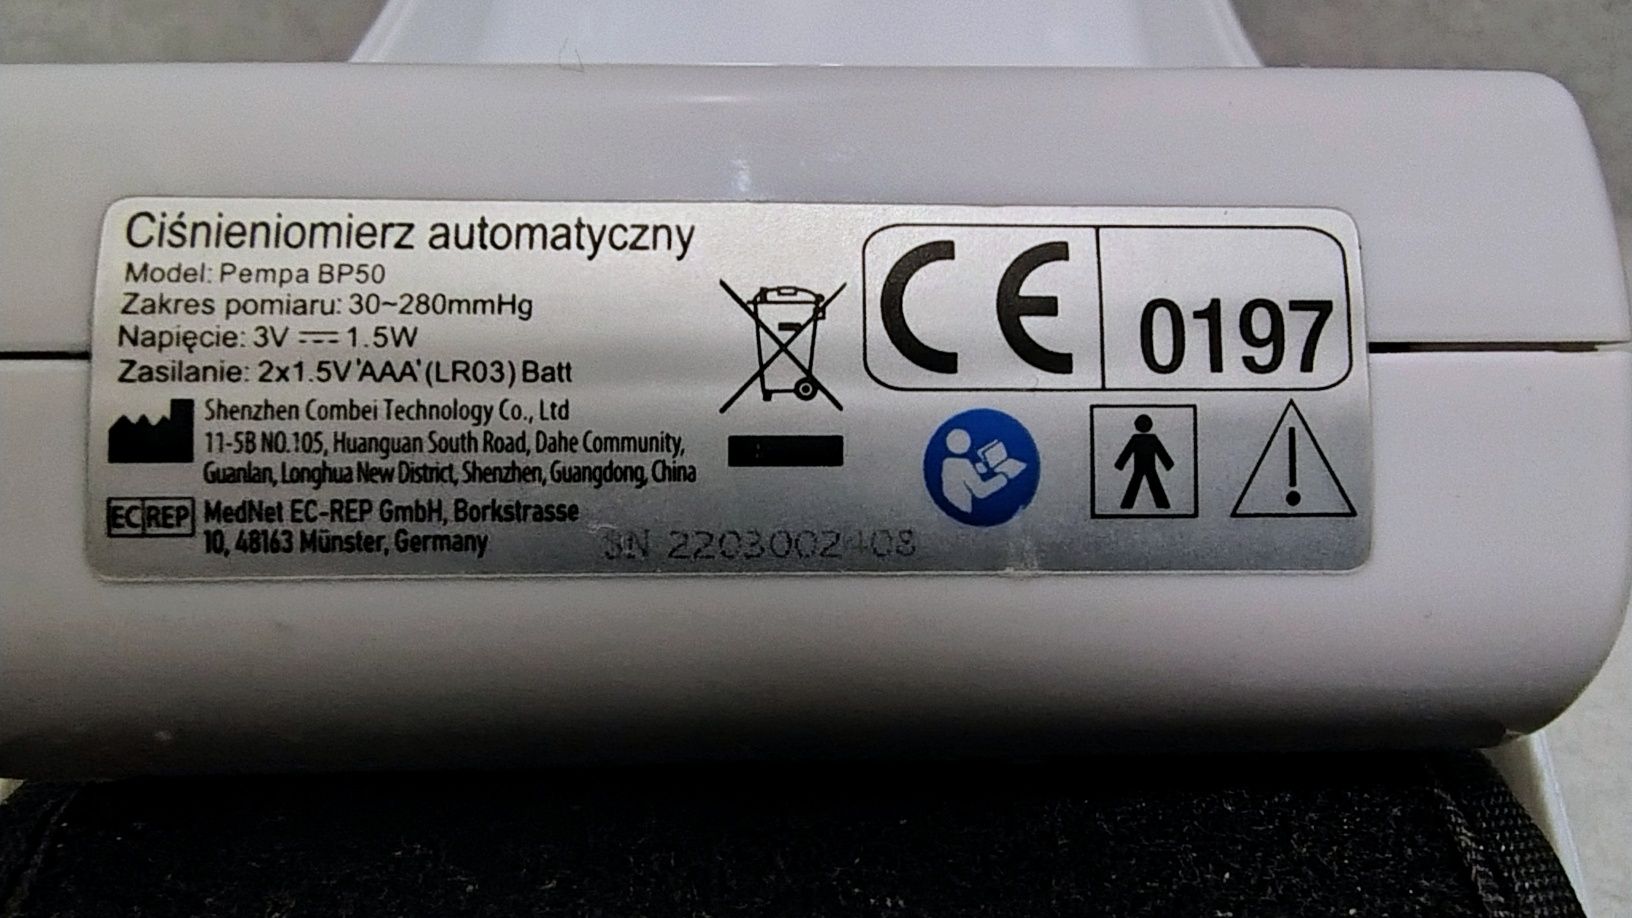 Ciśnieniomierz automatyczny
Model: Pempa BP50
Zakres pomiaru: 30~280mmHg
Napięcie: 3V ⎓ 1.5W
Zasilanie: 2x1.5V'AAA'(LR03) Batt
Shenzhen Combei Technology Co., Ltd
11-5B NO.105, Huanguan South Road, Dahe Community,
Guanlan, Longhua New District, Shenzhen, Guangdong, China
EC REP
MedNet EC-REP GmbH, Borkstrasse
10, 48163 Münster, Germany
SN
CE 0197